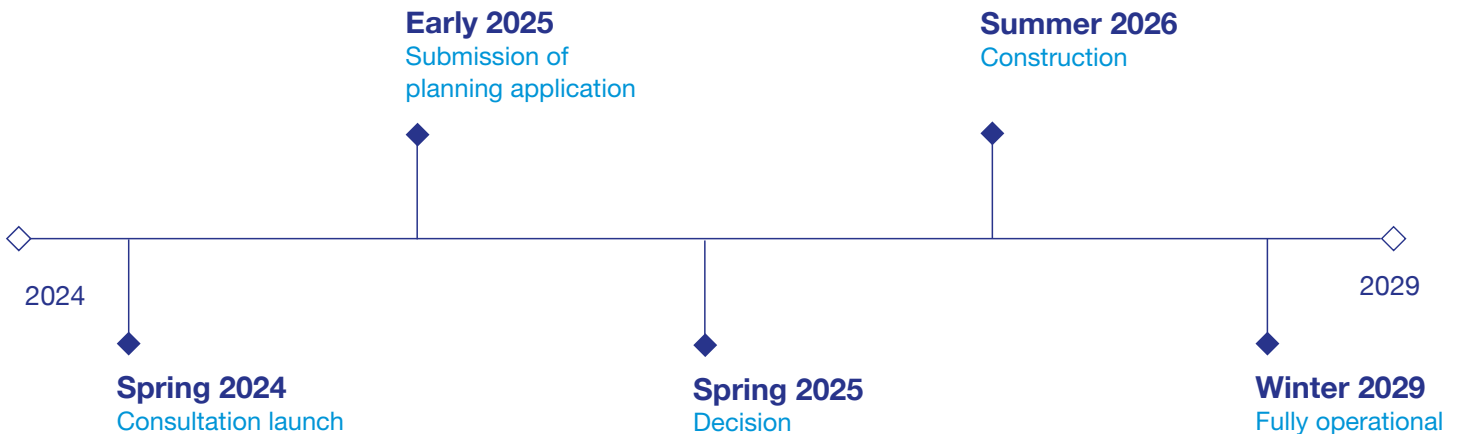 Early 2025
Submission of
planning application
Summer 2026
Construction
2024
2029
Spring 2024
Consultation launch
Spring 2025
Decision
Winter 2029
Fully operational